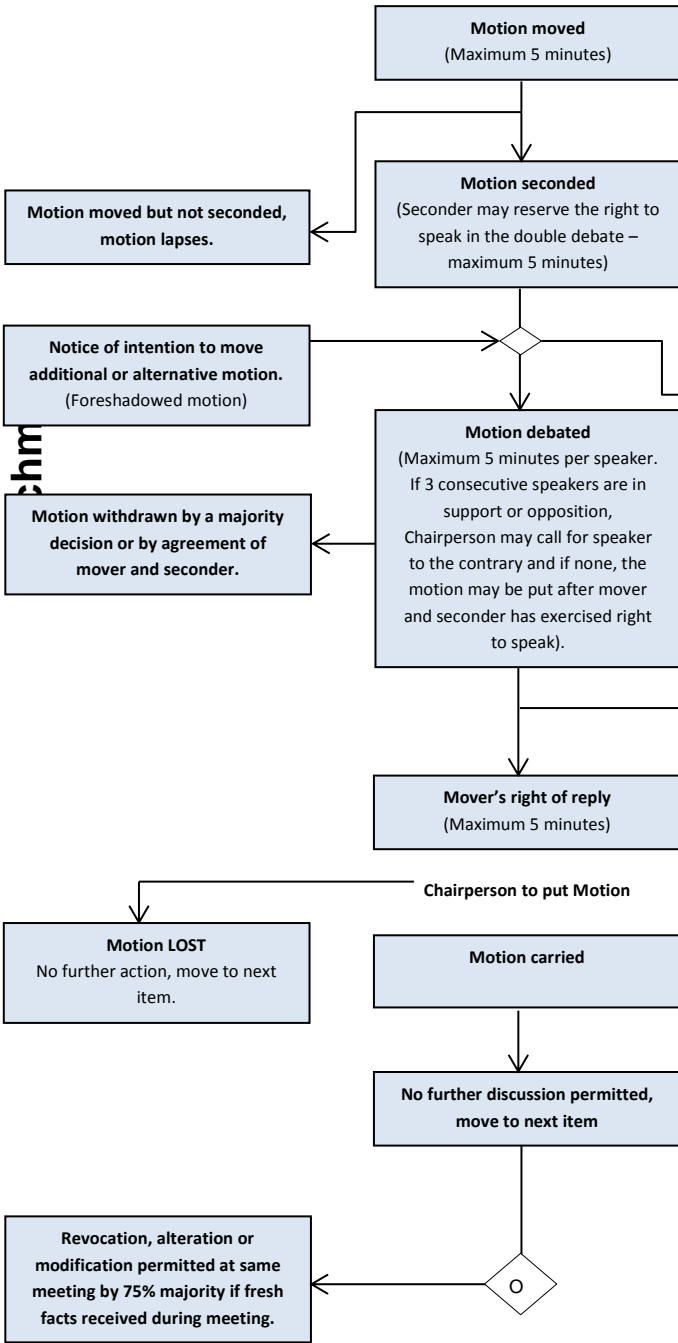 Motion moved
(Maximum 5 minutes)
Motion seconded
(Seconder may reserve the right to
speak in the double debate –
maximum 5 minutes)
Motion moved but not seconded,
motion lapses.
Notice of intention to move
additional or alternative motion.
(Foreshadowed motion)
chm
Motion debated
(Maximum 5 minutes per speaker.
If 3 consecutive speakers are in
support or opposition,
Chairperson may call for speaker
to the contrary and if none, the
motion may be put after mover
and seconder has exercised right
to speak).
Motion withdrawn by a majority
decision or by agreement of
mover and seconder.
Mover’s right of reply
(Maximum 5 minutes)
Chairperson to put Motion
Motion LOST
No further action, move to next
item.
Motion carried
No further discussion permitted,
move to next item
Revocation, alteration or
modification permitted at same
meeting by 75% majority if fresh
facts received during meeting.
O